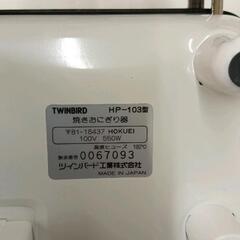 TWINBIRD HP-103型
焼きおにぎり器
〒81-15437 HOKUEI
100V 550W
温度ヒューズ 192℃
製造番号 0067093
ツインバード工業株式会社
MADE IN JAPAN